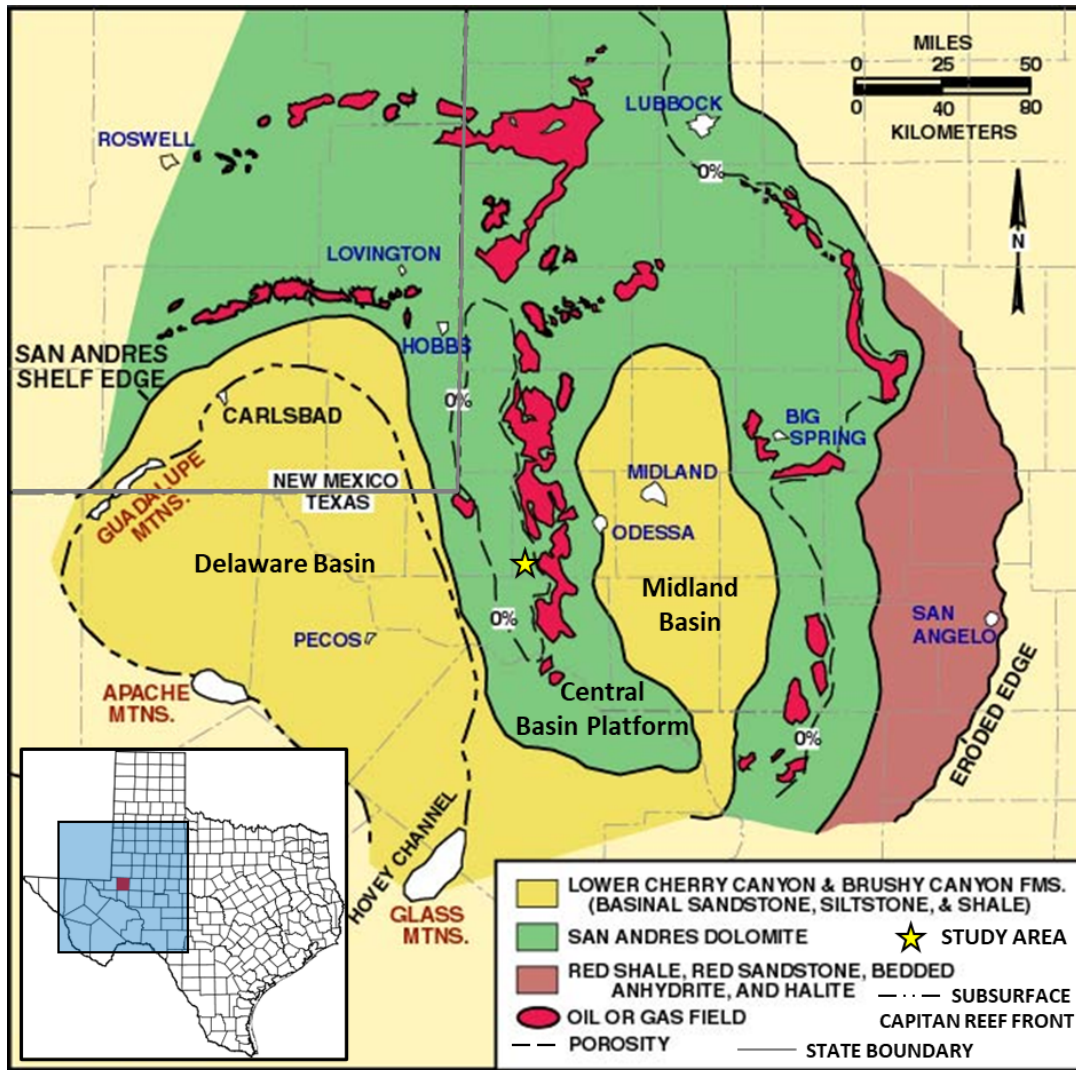 MILES
0 25 50
0 40 80
KILOMETERS
LUBBOCK
ROSWELL
0%
N
LOVINGTON
HOBBS
SAN ANDRES
SHELF EDGE
0%
CARLSBAD
BIG
SPRING
NEW MEXICO
TEXAS
MIDLAND
GUADALUPE
MTNS.
ODESSA
Delaware Basin
Midland
Basin
0%
PECOS
SAN
ANGELO
APACHE
MTNS.
Central
Basin Platform
0%
ERODED EDGE
HOVEY CHANNEL
GLASS
MTNS.
LOWER CHERRY CANYON & BRUSHY CANYON FMS.
(BASINAL SANDSTONE, SILTSTONE, & SHALE)
SAN ANDRES DOLOMITE
STUDY AREA
RED SHALE, RED SANDSTONE, BEDDED
ANHYDRITE, AND HALITE
SUBSURFACE
CAPITAN REEF FRONT
OIL OR GAS FIELD
POROSITY
STATE BOUNDARY